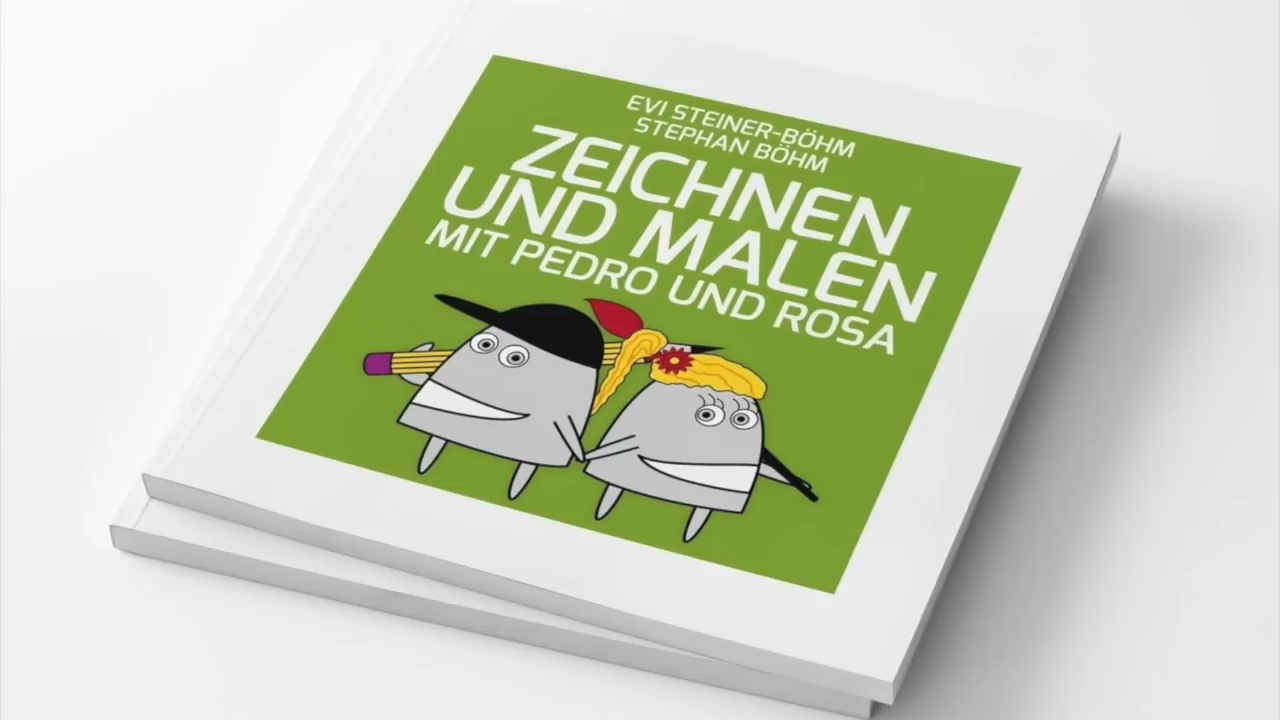 EVI STEINER-BÖHM
STEPHAN BÖHM
ZEICHNEN
UND MALEN
MIT PEDRO UND ROSA